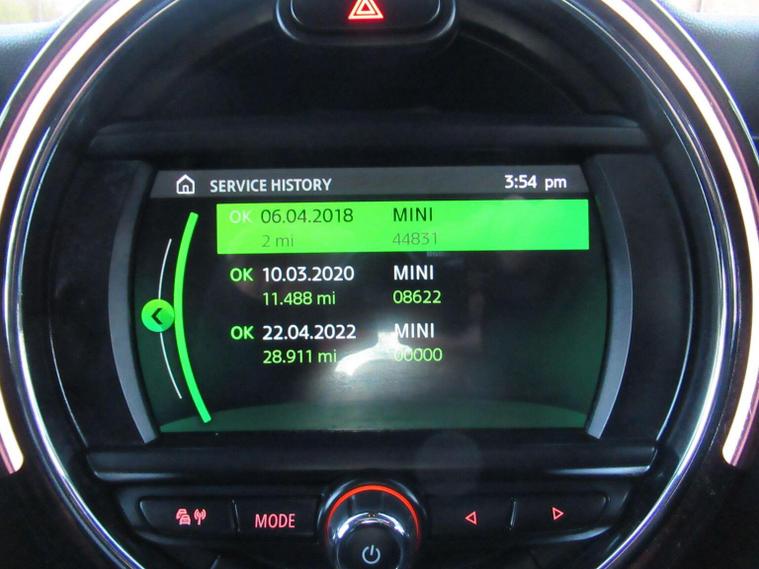 SERVICE HISTORY 3:54 pm
OK 06.04.2018 MINI
2 mi 44831
OK 10.03.2020 MINI
11.488 mi 08622
OK 22.04.2022 MINI
28.911 mi 00000
MODE